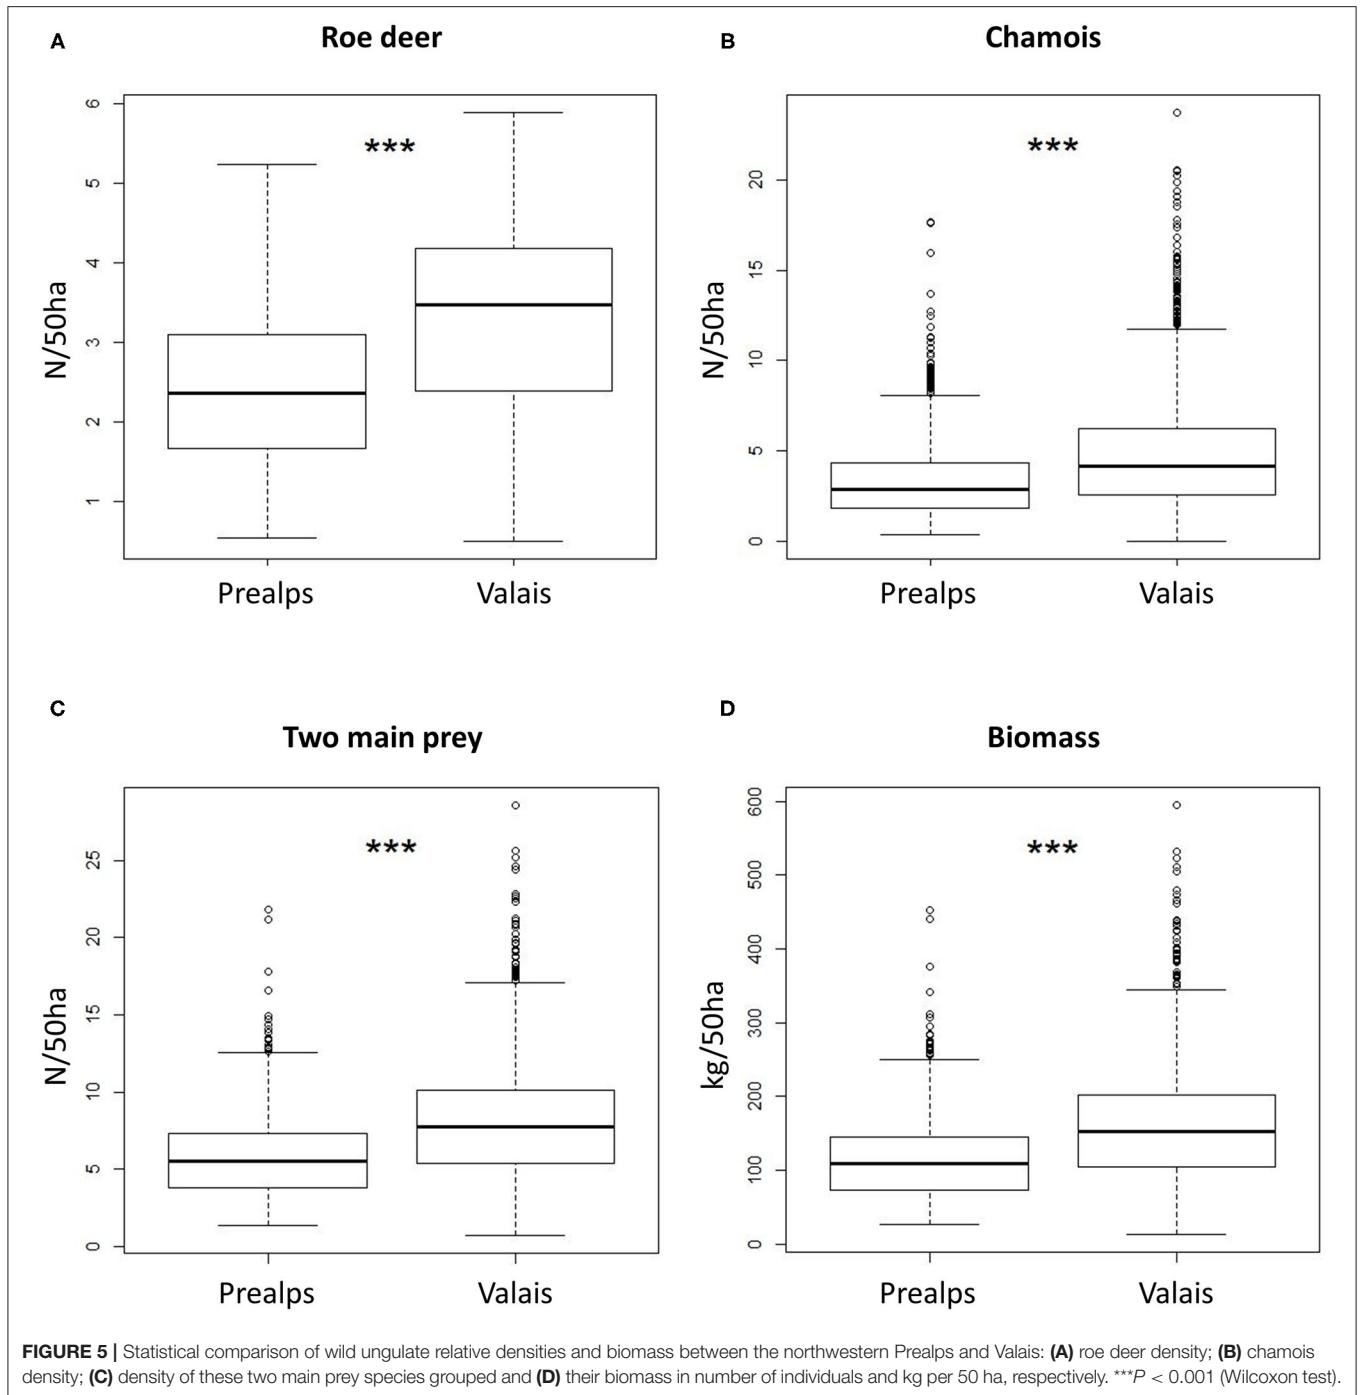 A
Roe deer
***
N/50ha
6
5
4
3
2
1
Prealps Valais
B
Chamois
***
N/50ha
20
15
10
5
0
Prealps Valais
C
Two main prey
***
N/50ha
25
20
15
10
5
0
Prealps Valais
D
Biomass
***
kg/50ha
600
500
400
300
200
100
0
Prealps Valais
FIGURE 5 | Statistical comparison of wild ungulate relative densities and biomass between the northwestern Prealps and Valais: (A) roe deer density; (B) chamois
density; (C) density of these two main prey species grouped and (D) their biomass in number of individuals and kg per 50 ha, respectively. ***P < 0.001 (Wilcoxon test).